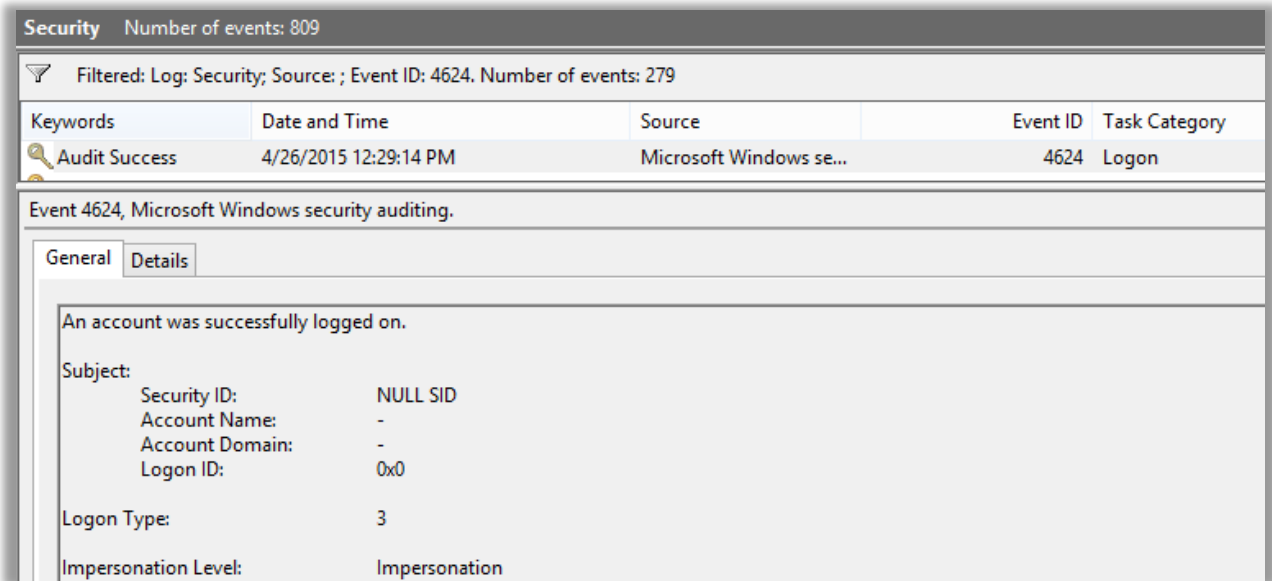 Security Number of events: 809
Filtered: Log: Security; Source: ; Event ID: 4624. Number of events: 279
Keywords Date and Time Source Event ID Task Category
Audit Success 4/26/2015 12:29:14 PM Microsoft Windows se... 4624 Logon
Event 4624, Microsoft Windows security auditing.
General Details
An account was successfully logged on.
Subject:
Security ID: NULL SID
Account Name: -
Account Domain: -
Logon ID: 0x0
Logon Type: 3
Impersonation Level: Impersonation